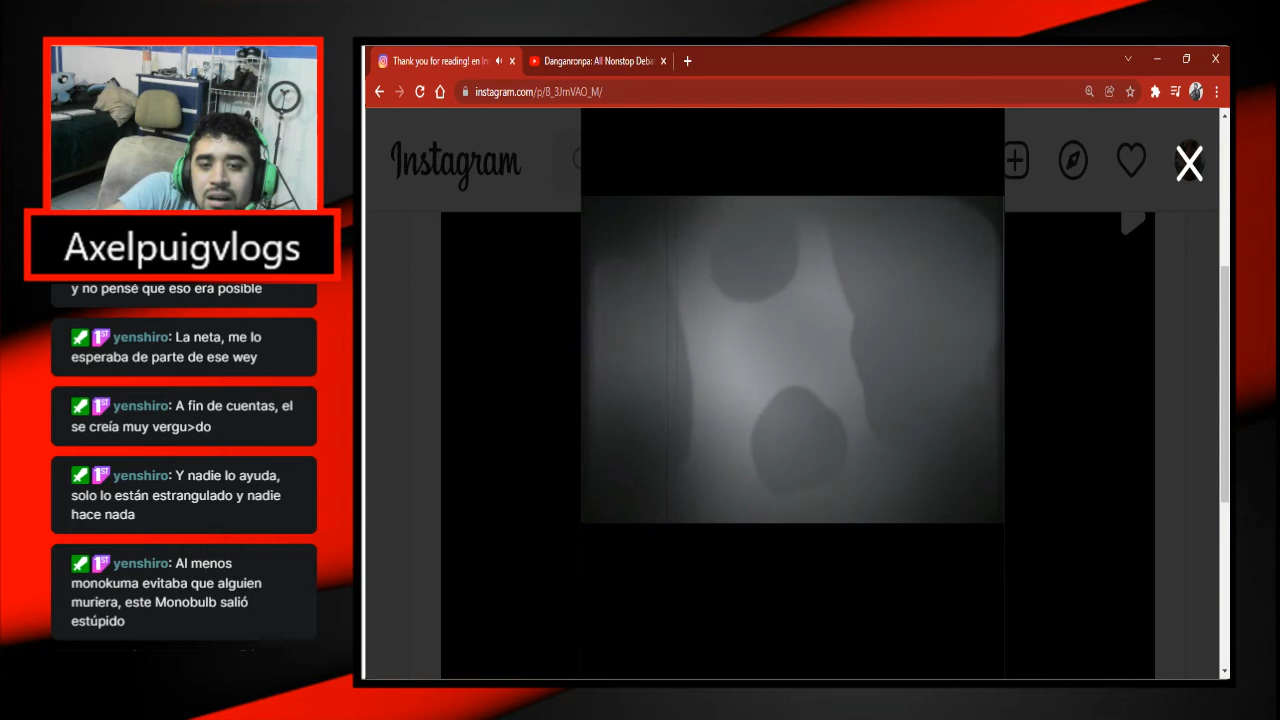 Axelpuigvlogs
y no pensé que eso era posible
yenshiro: La neta, me lo
esperaba de parte de ese wey
yenshiro: A fin de cuentas, el
se creía muy vergu>do
yenshiro: Y nadie lo ayuda,
solo lo están estrangulado y nadie
hace nada
yenshiro: Al menos
monokuma evitaba que alguien
muriera, este Monobulb salió
estúpido
Thank you for reading! en In
Danganronpa: All Nonstop Deba
instagram.com/p/B_3JmVAO_M/
Instagram
X